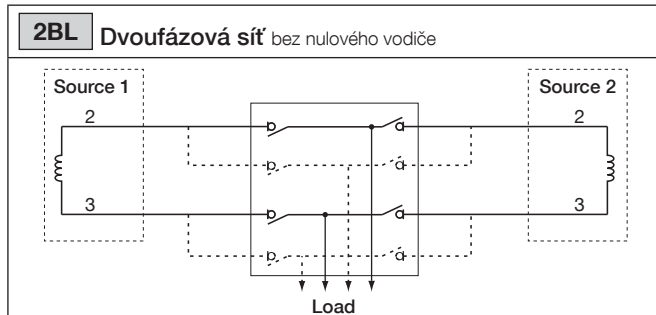 2BL Dvoufázová síť bez nulového vodiče
Source 1 Source 2
2 2
3 3
Load